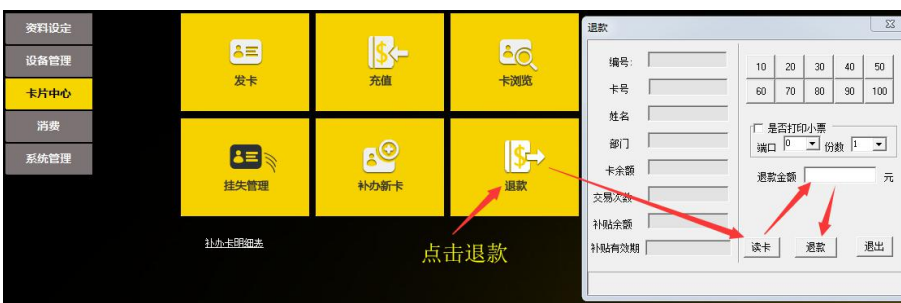 资料设定
设备管理
卡片中心
消费
系统管理
发卡
充值
卡浏览
挂失管理
补办新卡
退款
补办卡明细表
点击退款
退款
编号:
卡号
姓名
部门
卡余额
交易次数
补贴余额
补贴有效期
10 20 30 40 50
60 70 80 90 100
是否打印小票
端口 0 份数 1
退款金额 元
读卡 退款 退出